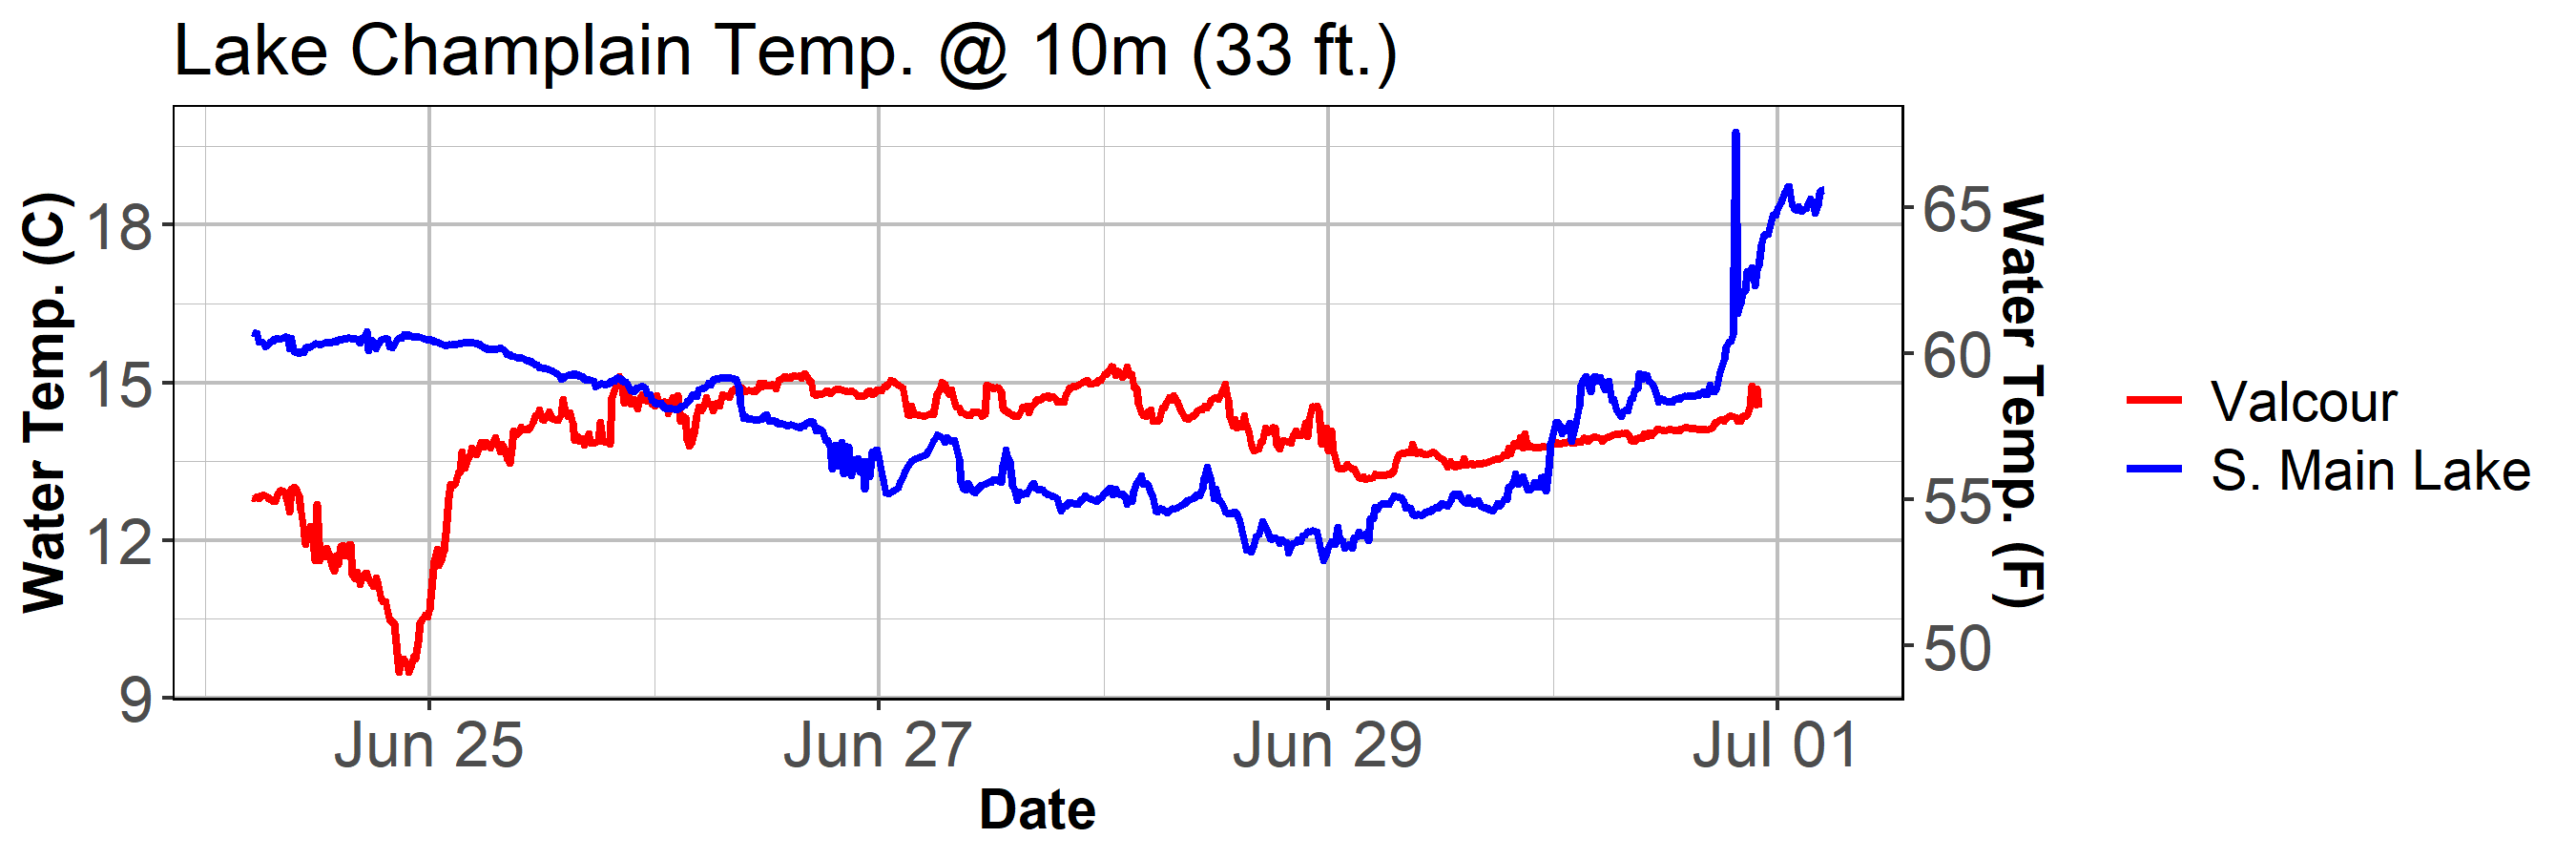 Lake Champlain Temp. @ 10m (33 ft.)
Water Temp. (C)
18
15
12
9
65
60
55
50
Water Temp. (F)
Jun 25
Jun 27
Jun 29
Jul 01
Date
Valcour
S. Main Lake